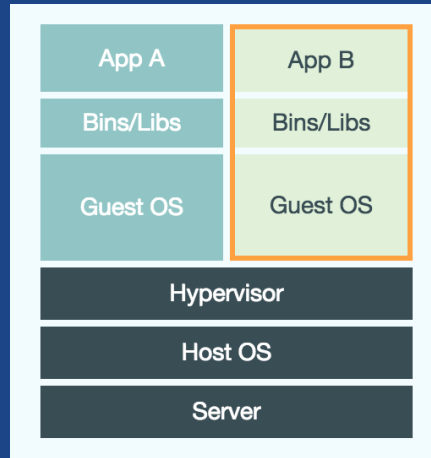 App A
App B
Bins/Libs
Bins/Libs
Guest OS
Guest OS
Hypervisor
Host OS
Server